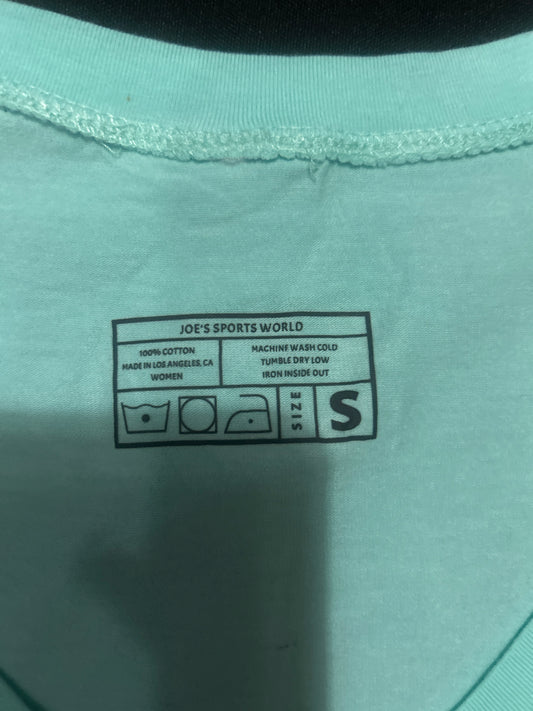 JOE'S SPORTS WORLD
100% COTTON
MADE IN LOS ANGELES, CA
WOMEN
MACHINE WASH COLD
TUMBLE DRY LOW
IRON INSIDE OUT
SIZE
S